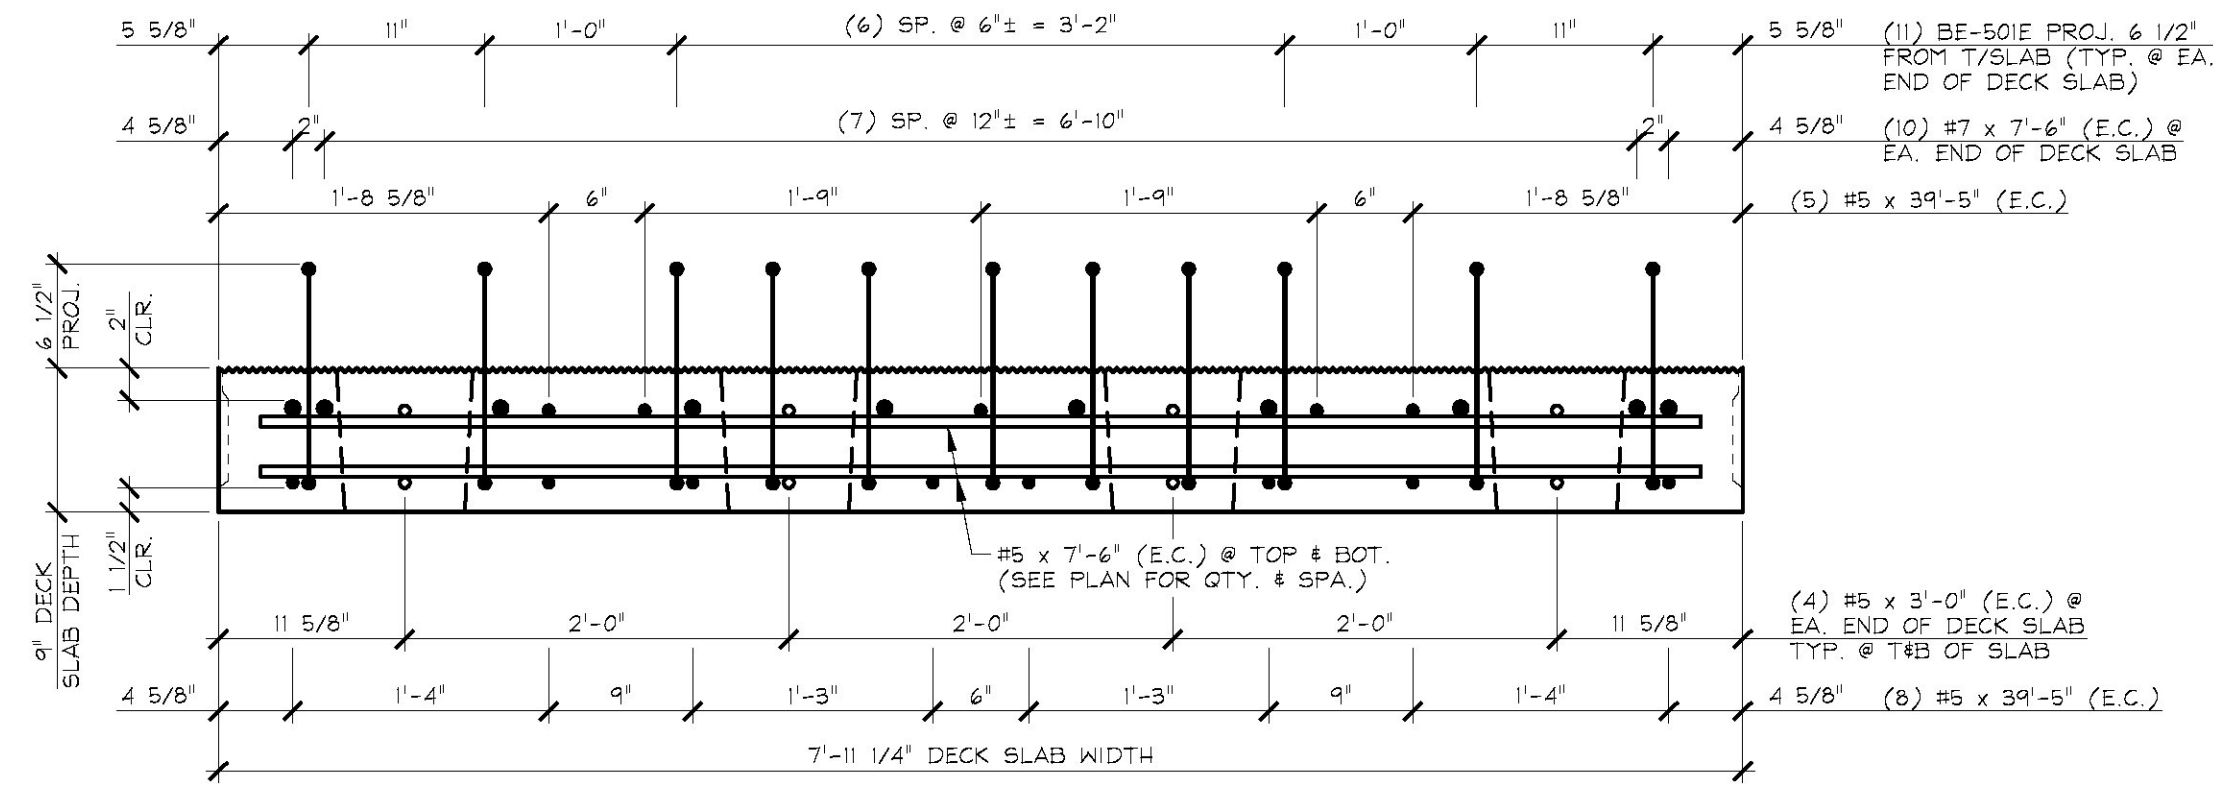 5 5/8" 11" 1'-0" (6) SP. @ 6"± = 3'-2" 1'-0" 11" 5 5/8" (11) BE-501E PROJ. 6 1/2"
FROM T/SLAB (TYP. @ EA.
END OF DECK SLAB)
4 5/8" 2" (7) SP. @ 12"± = 6'-10" 2" 4 5/8" (10) #7 x 7'-6" (E.C.) @
EA. END OF DECK SLAB
1'-8 5/8" 6" 1'-9" 1'-9" 6" 1'-8 5/8" (5) #5 x 39'-5" (E.C.)
6 1/2"
PROJ.
2"
CLR.
9" DECK
SLAB DEPTH
1 1/2"
CLR.
#5 x 7'-6" (E.C.) @ TOP & BOT.
(SEE PLAN FOR QTY. & SPA.)
11 5/8" 2'-0" 2'-0" 2'-0" 11 5/8"
(4) #5 x 3'-0" (E.C.) @
EA. END OF DECK SLAB
TYP. @ T&B OF SLAB
4 5/8" 1'-4" 9" 1'-3" 6" 1'-3" 9" 1'-4" 4 5/8" (8) #5 x 39'-5" (E.C.)
7'-11 1/4" DECK SLAB WIDTH